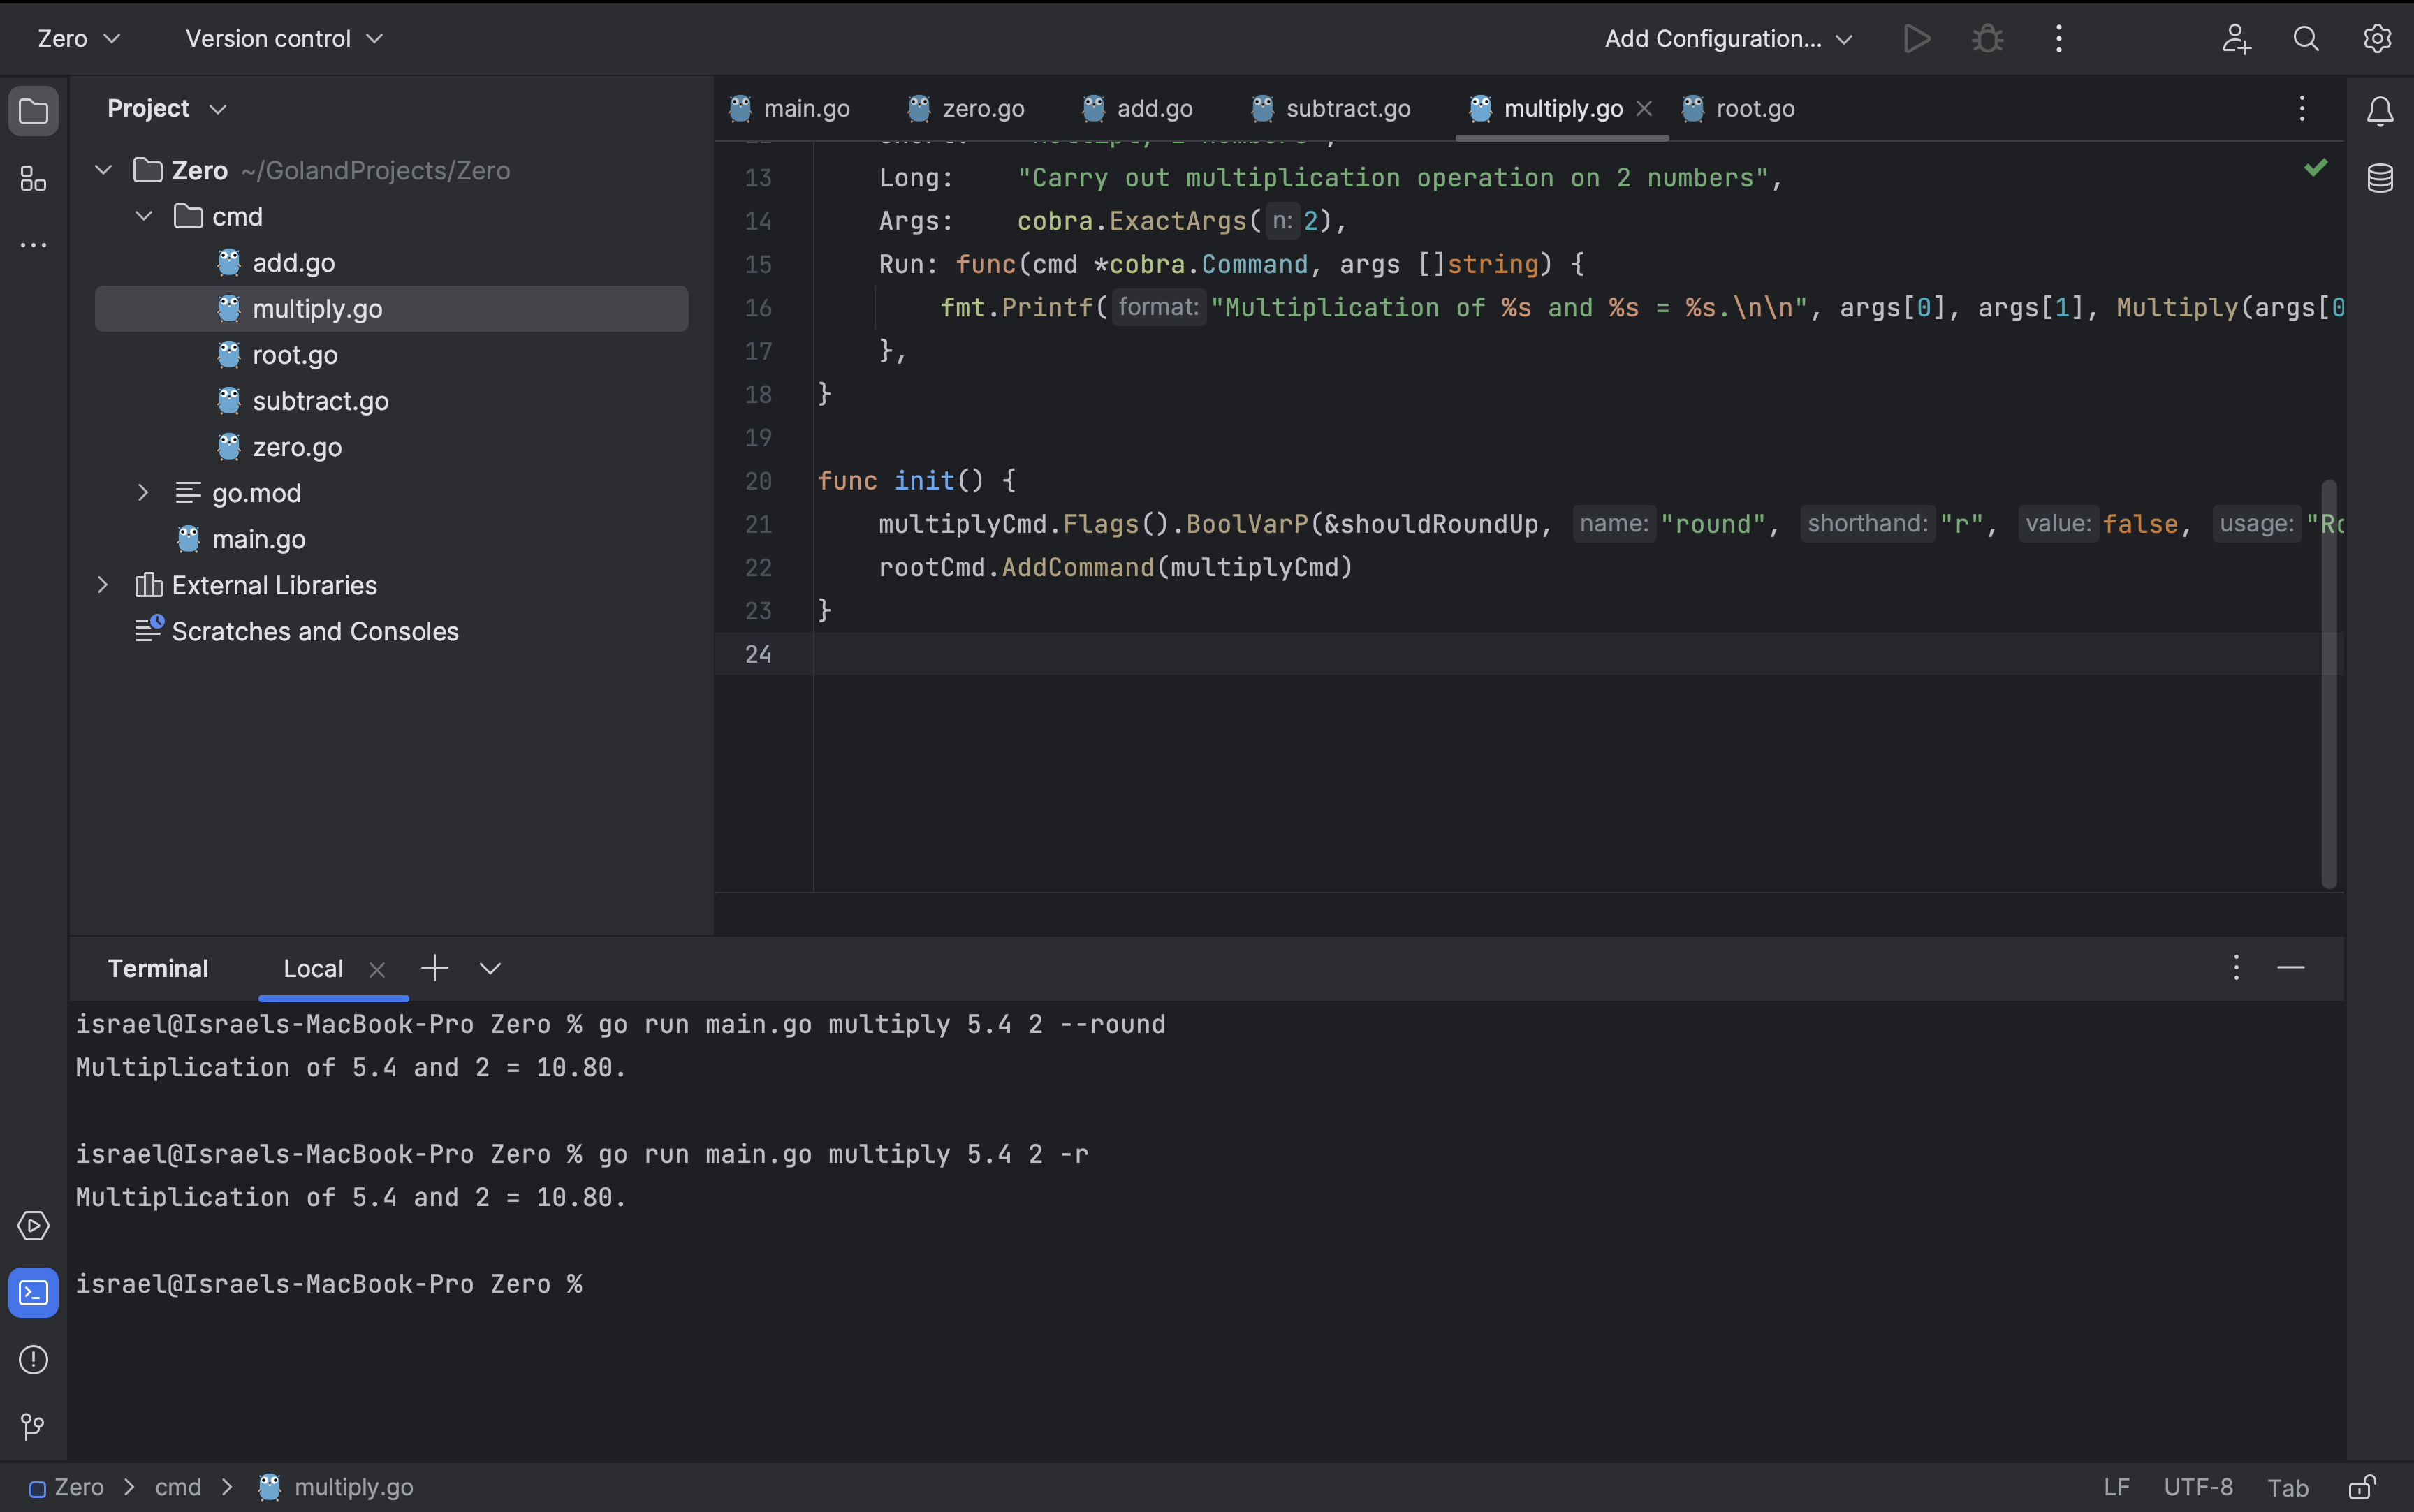 Zero Version control Add Configuration...
Project
main.go zero.go add.go subtract.go multiply.go root.go
Zero ~/GolandProjects/Zero
cmd
add.go
multiply.go
root.go
subtract.go
zero.go
go.mod
main.go
External Libraries
Scratches and Consoles
13 Long: "Carry out multiplication operation on 2 numbers",
14 Args: cobra.ExactArgs( n: 2),
15 Run: func(cmd *cobra.Command, args []string) {
16 fmt.Printf( format: "Multiplication of %s and %s = %s.\n\n", args[0], args[1], Multiply(args[0
17 },
18 }
19
20 func init() {
21 multiplyCmd.Flags().BoolVarP(&shouldRoundUp, name: "round", shorthand: "r", value: false, usage:
22 rootCmd.AddCommand(multiplyCmd)
23 }
24
Terminal Local
israel@Israels-MacBook-Pro Zero % go run main.go multiply 5.4 2 --round
Multiplication of 5.4 and 2 = 10.80.
israel@Israels-MacBook-Pro Zero % go run main.go multiply 5.4 2 -r
Multiplication of 5.4 and 2 = 10.80.
israel@Israels-MacBook-Pro Zero %
Zero > cmd > multiply.go LF UTF-8 Tab